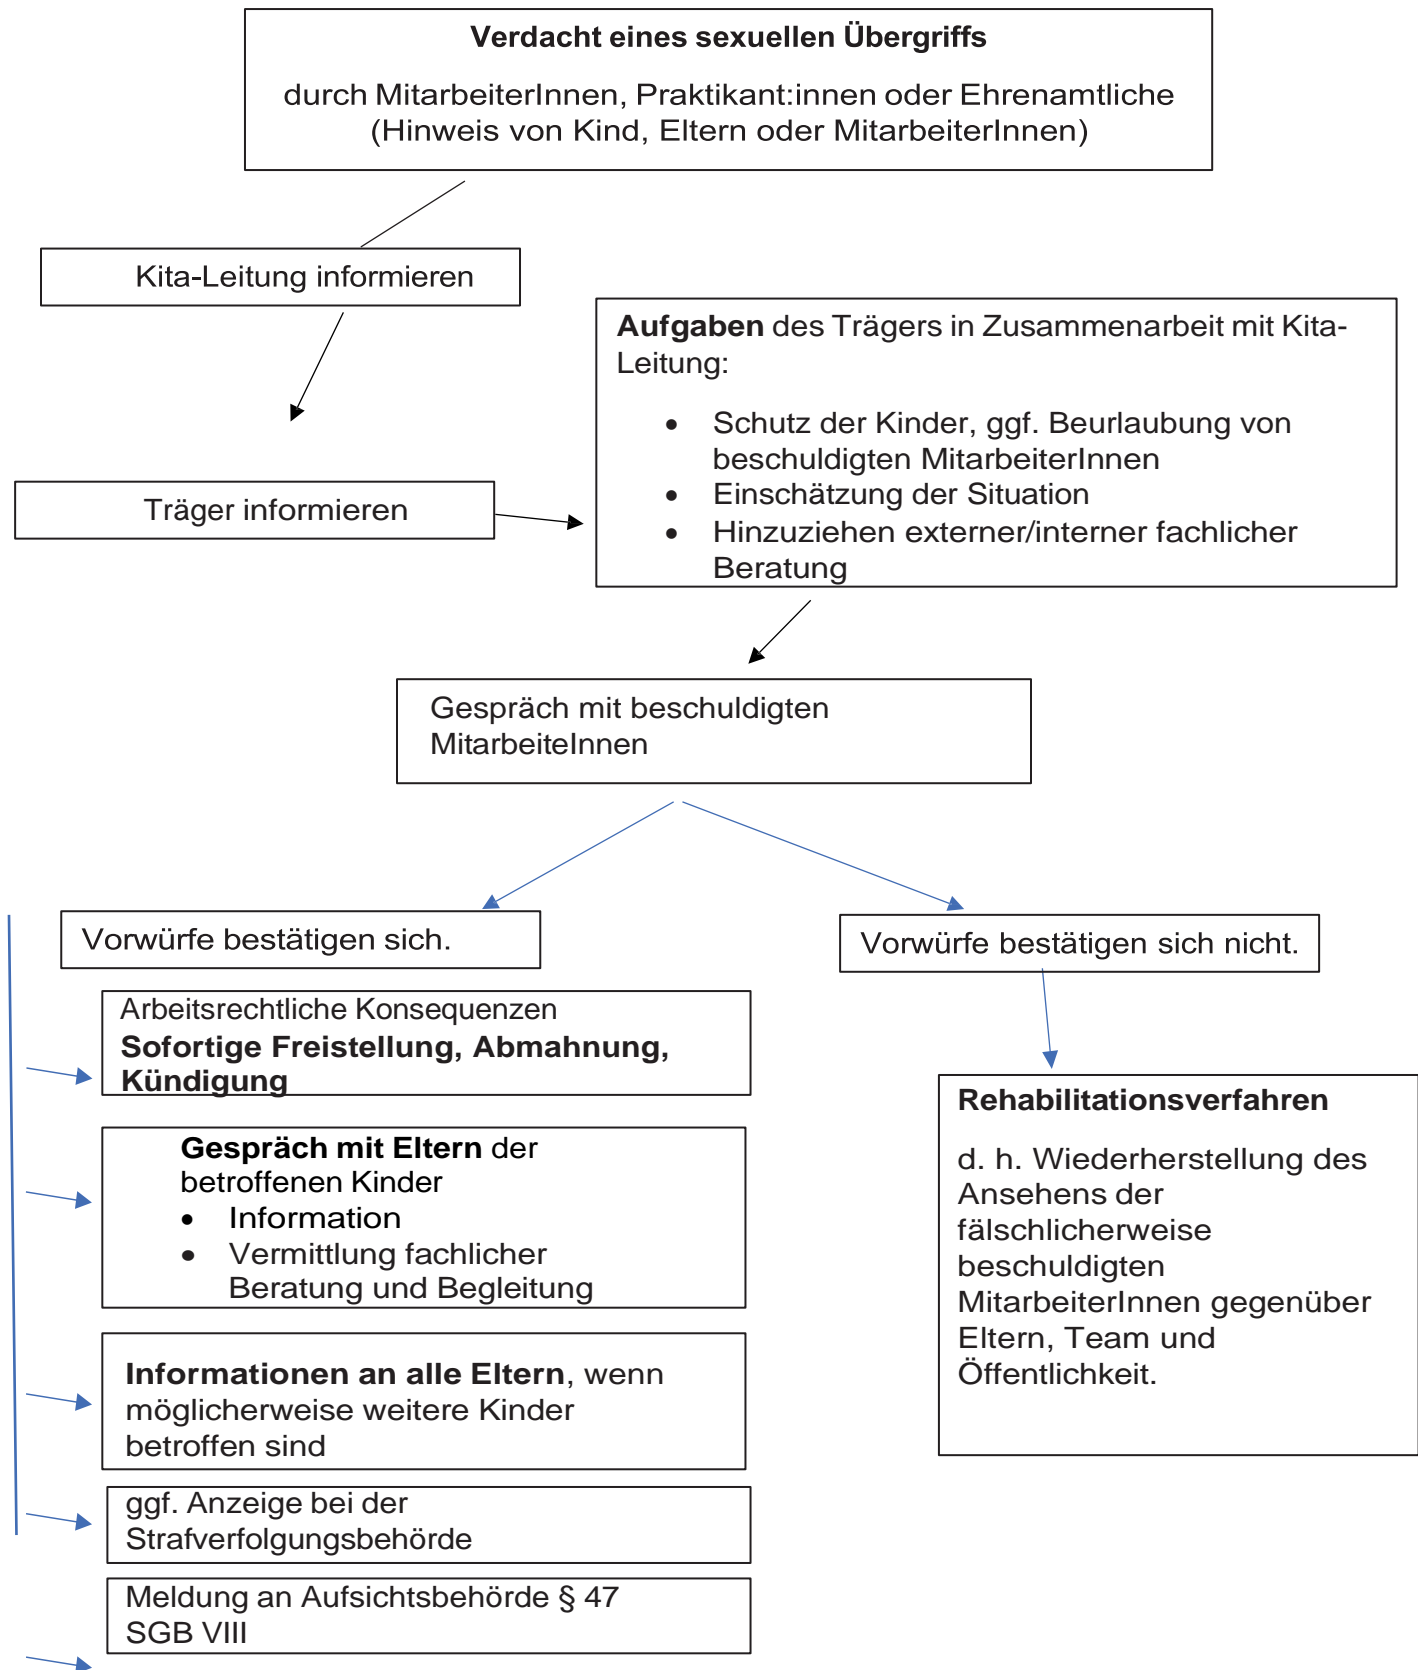 Verdacht eines sexuellen Übergriffs
durch MitarbeiterInnen, Praktikant:innen oder Ehrenamtliche
(Hinweis von Kind, Eltern oder MitarbeiterInnen)
Kita-Leitung informieren
Träger informieren
Aufgaben des Trägers in Zusammenarbeit mit Kita-
Leitung:
• Schutz der Kinder, ggf. Beurlaubung von
beschuldigten MitarbeiterInnen
• Einschätzung der Situation
• Hinzuziehen externer/interner fachlicher
Beratung
Gespräch mit beschuldigten
MitarbeiteInnen
Vorwürfe bestätigen sich.
Arbeitsrechtliche Konsequenzen
Sofortige Freistellung, Abmahnung,
Kündigung
Gespräch mit Eltern der
betroffenen Kinder
• Information
• Vermittlung fachlicher
Beratung und Begleitung
Informationen an alle Eltern, wenn
möglicherweise weitere Kinder
betroffen sind
ggf. Anzeige bei der
Strafverfolgungsbehörde
Meldung an Aufsichtsbehörde § 47
SGB VIII
Vorwürfe bestätigen sich nicht.
Rehabilitationsverfahren
d. h. Wiederherstellung des
Ansehens der
fälschlicherweise
beschuldigten
MitarbeiterInnen gegenüber
Eltern, Team und
Öffentlichkeit.